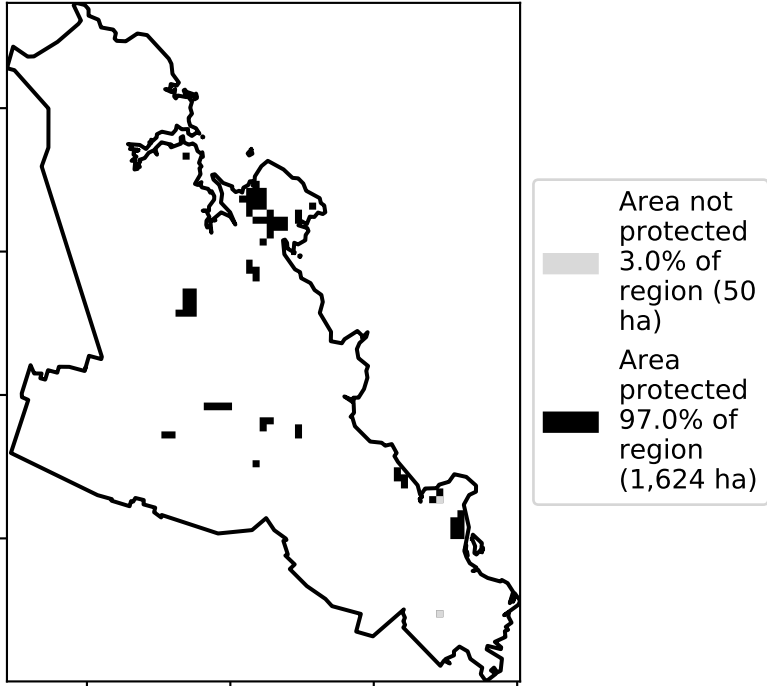 Area not
protected
3.0% of
region (50
ha)
Area
protected
97.0% of
region
(1,624 ha)